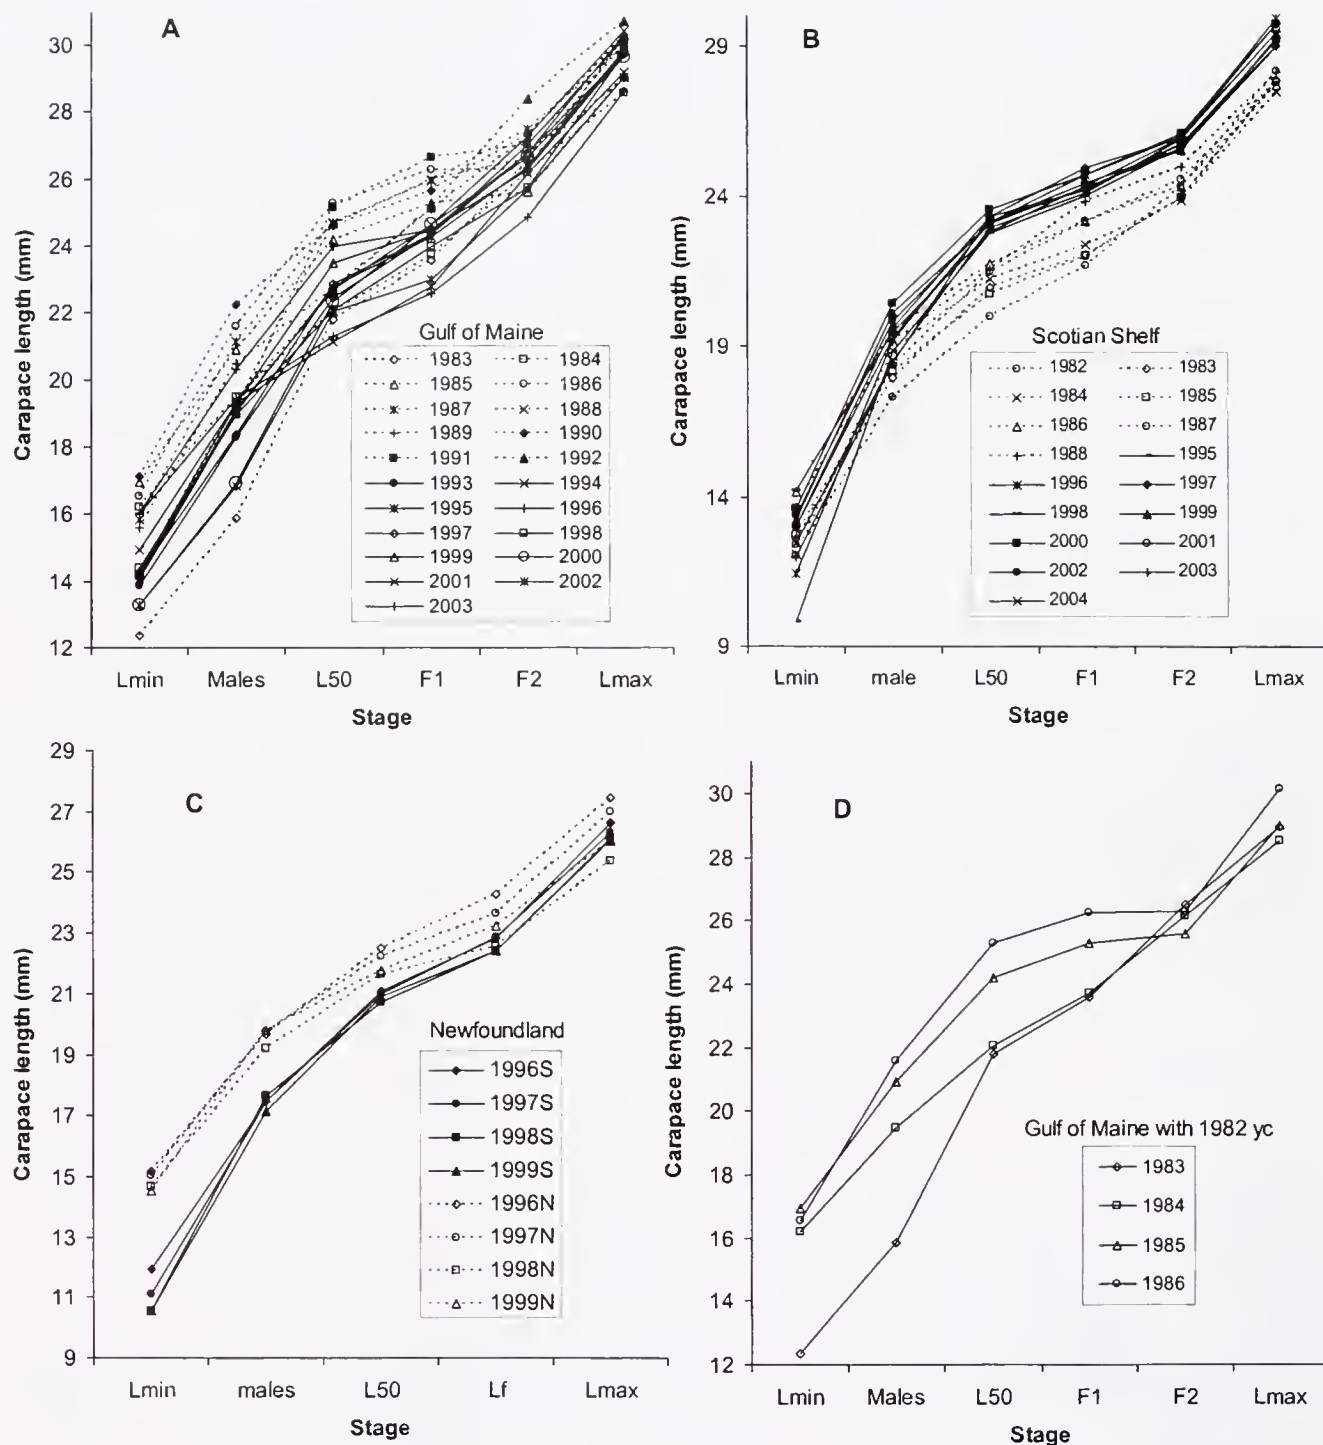 A
Carapace length (mm)
30
28
26
24
22
20
18
16
14
12
Gulf of Maine
1983 1984
1985 1986
1987 1988
1989 1990
1991 1992
1993 1994
1995 1996
1997 1998
1999 2000
2001 2002
2003
Lmin Males L50 F1 F2 Lmax
Stage
B
Carapace length (mm)
29
24
19
14
9
Scotian Shelf
1982 1983
1984 1985
1986 1987
1988 1995
1996 1997
1998 1999
2000 2001
2002 2003
2004
Lmin male L50 F1 F2 Lmax
Stage
C
Carapace length (mm)
29
27
25
23
21
19
17
15
13
11
9
Newfoundland
1996S
1997S
1998S
1999S
1996N
1997N
1998N
1999N
Lmin males L50 Lf Lmax
Stage
D
Carapace length (mm)
30
28
26
24
22
20
18
16
14
12
Gulf of Maine with 1982 yc
1983
1984
1985
1986
Lmin Males L50 F1 F2 Lmax
Stage